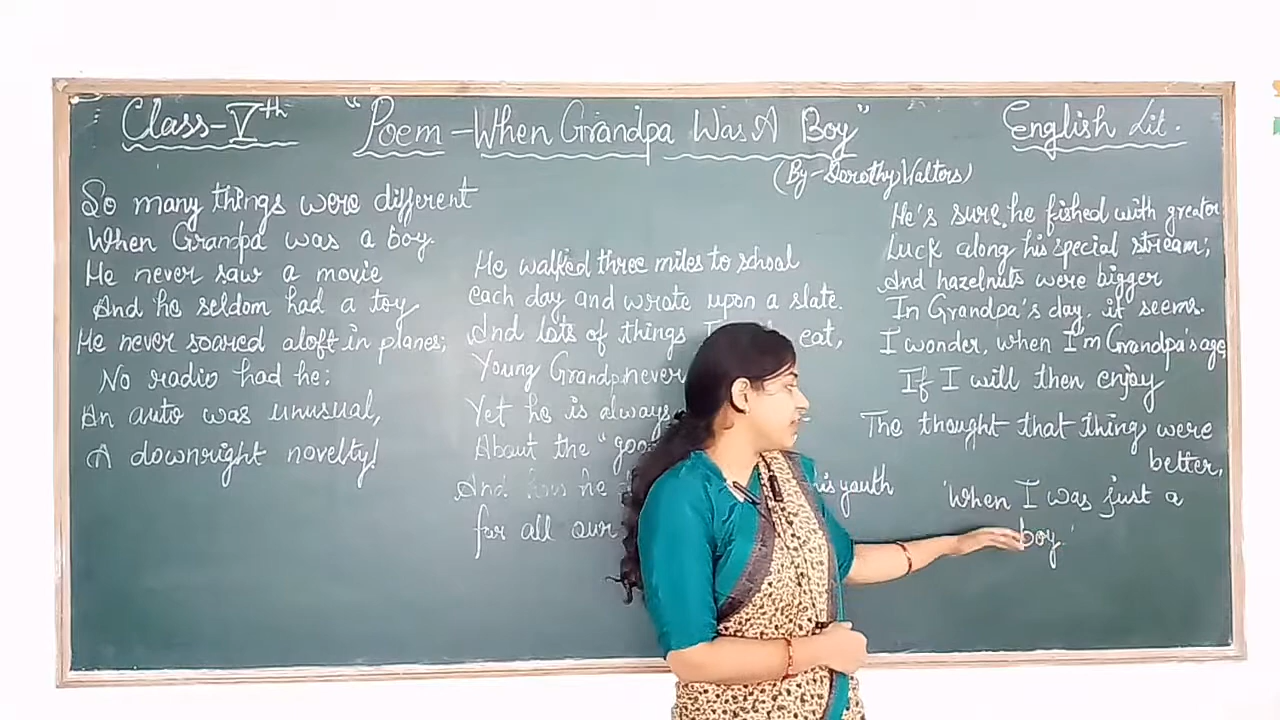 Class-Vth
"Poem-When Grandpa Was A Boy"
English Lit.
(By-Dorothy Walters)
So many things were different
When Grandpa was a boy.
He never saw a movie
And he seldom had a toy
He never soared aloft in planes;
No radio had he:
An auto was unusual,
A downright novelty!
He walked three miles to school
each day and wrote upon a slate.
And lots of things eat,
Young Grandpa never
Yet he is always
About the "goo
And how he his youth
for all our
He's sure, he fished with greater
Luck along his special stream;
And hazelnuts were bigger
In Grandpa's day, it seems.
I wonder, when I'm Grandpa's age,
If I will then enjoy
The thought that thing were
better,
'When I was just a
boy.'